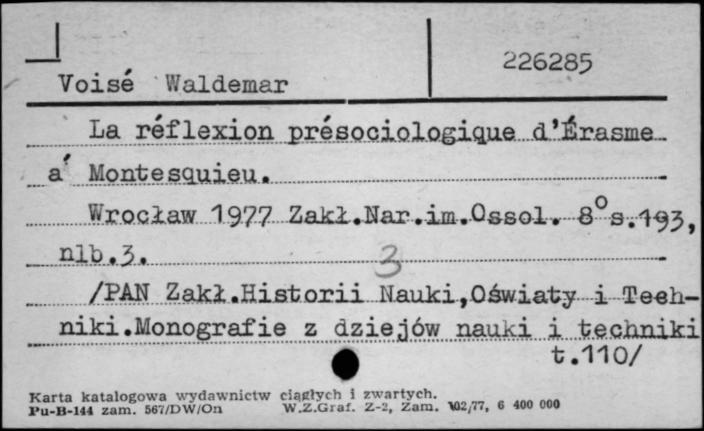 226285
Voisé Waldemar
La réflexion présociologique d'Érasme
á Montesquieu.
Wrocław 1977 Zakł.Nar.im.Ossol. 8° s.193,
nlb.3.
3
/PAN Zakł.Historii Nauki,Oświaty i Tech-
niki.Monografie z dziejów nauki i techniki
t.110/
Karta katalogowa wydawnictw ciągłych i zwartych.
Pu-B-144 zam. 567/DW/On W.Z.Graf. Z-2, Zam. 102/77, 6 400 000